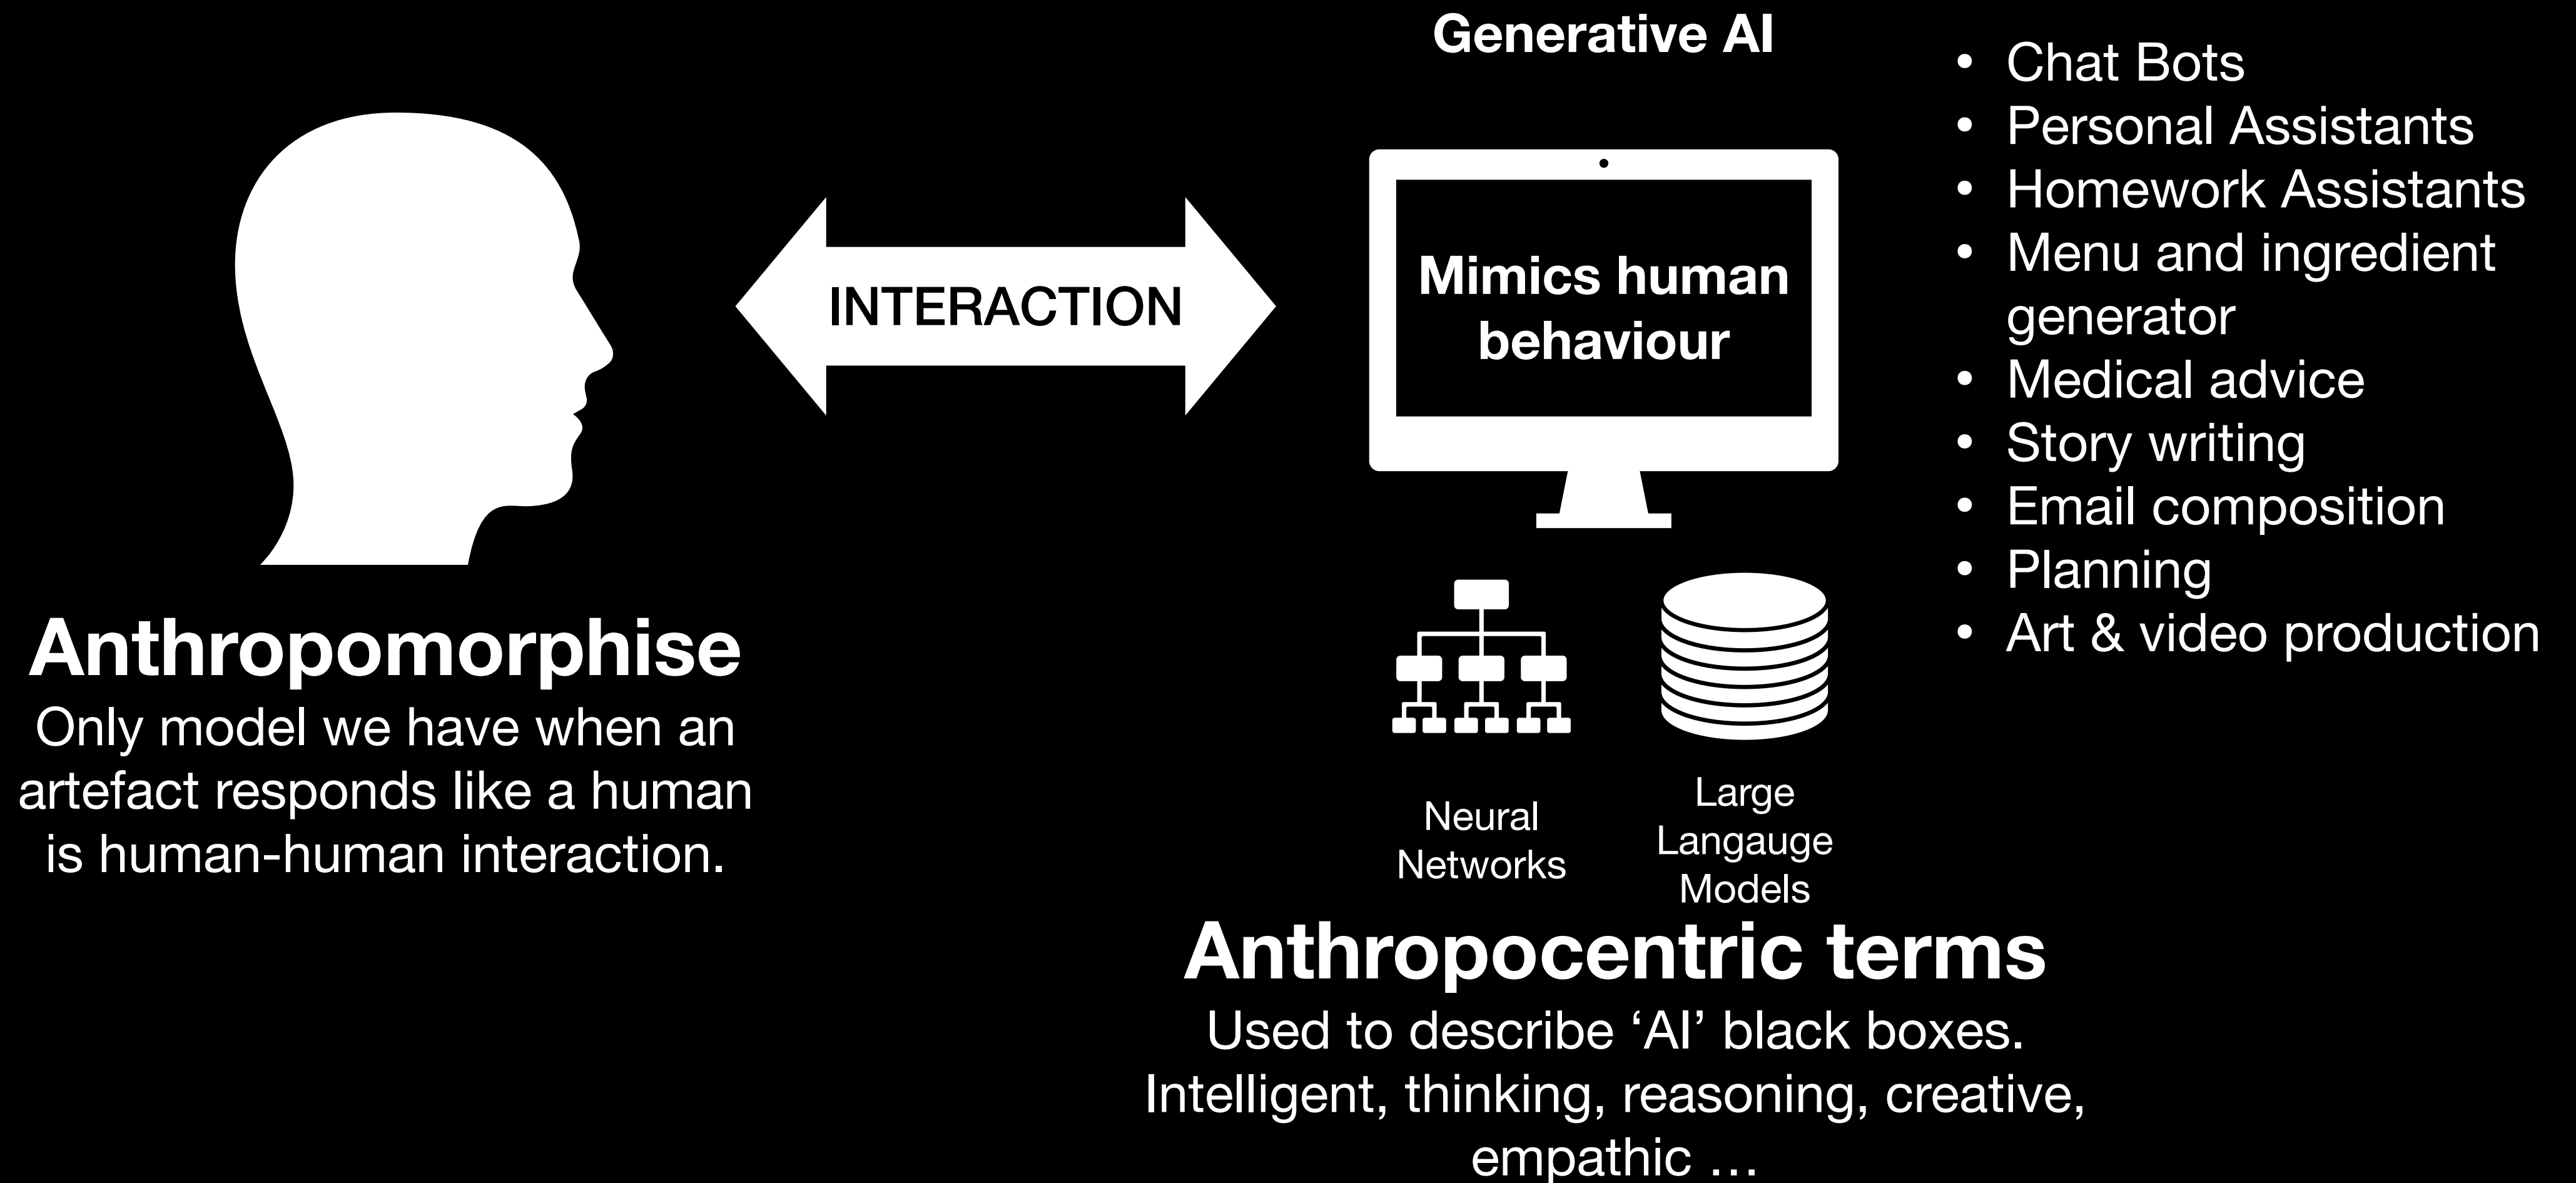 Generative AI
• Chat Bots
• Personal Assistants
• Homework Assistants
• Menu and ingredient
generator
• Medical advice
• Story writing
• Email composition
• Planning
• Art & video production
INTERACTION
Mimics human
behaviour
Anthropomorphise
Only model we have when an
artefact responds like a human
is human-human interaction.
Neural
Networks
Large
Langauge
Models
Anthropocentric terms
Used to describe ‘AI’ black boxes.
Intelligent, thinking, reasoning, creative,
empathic …